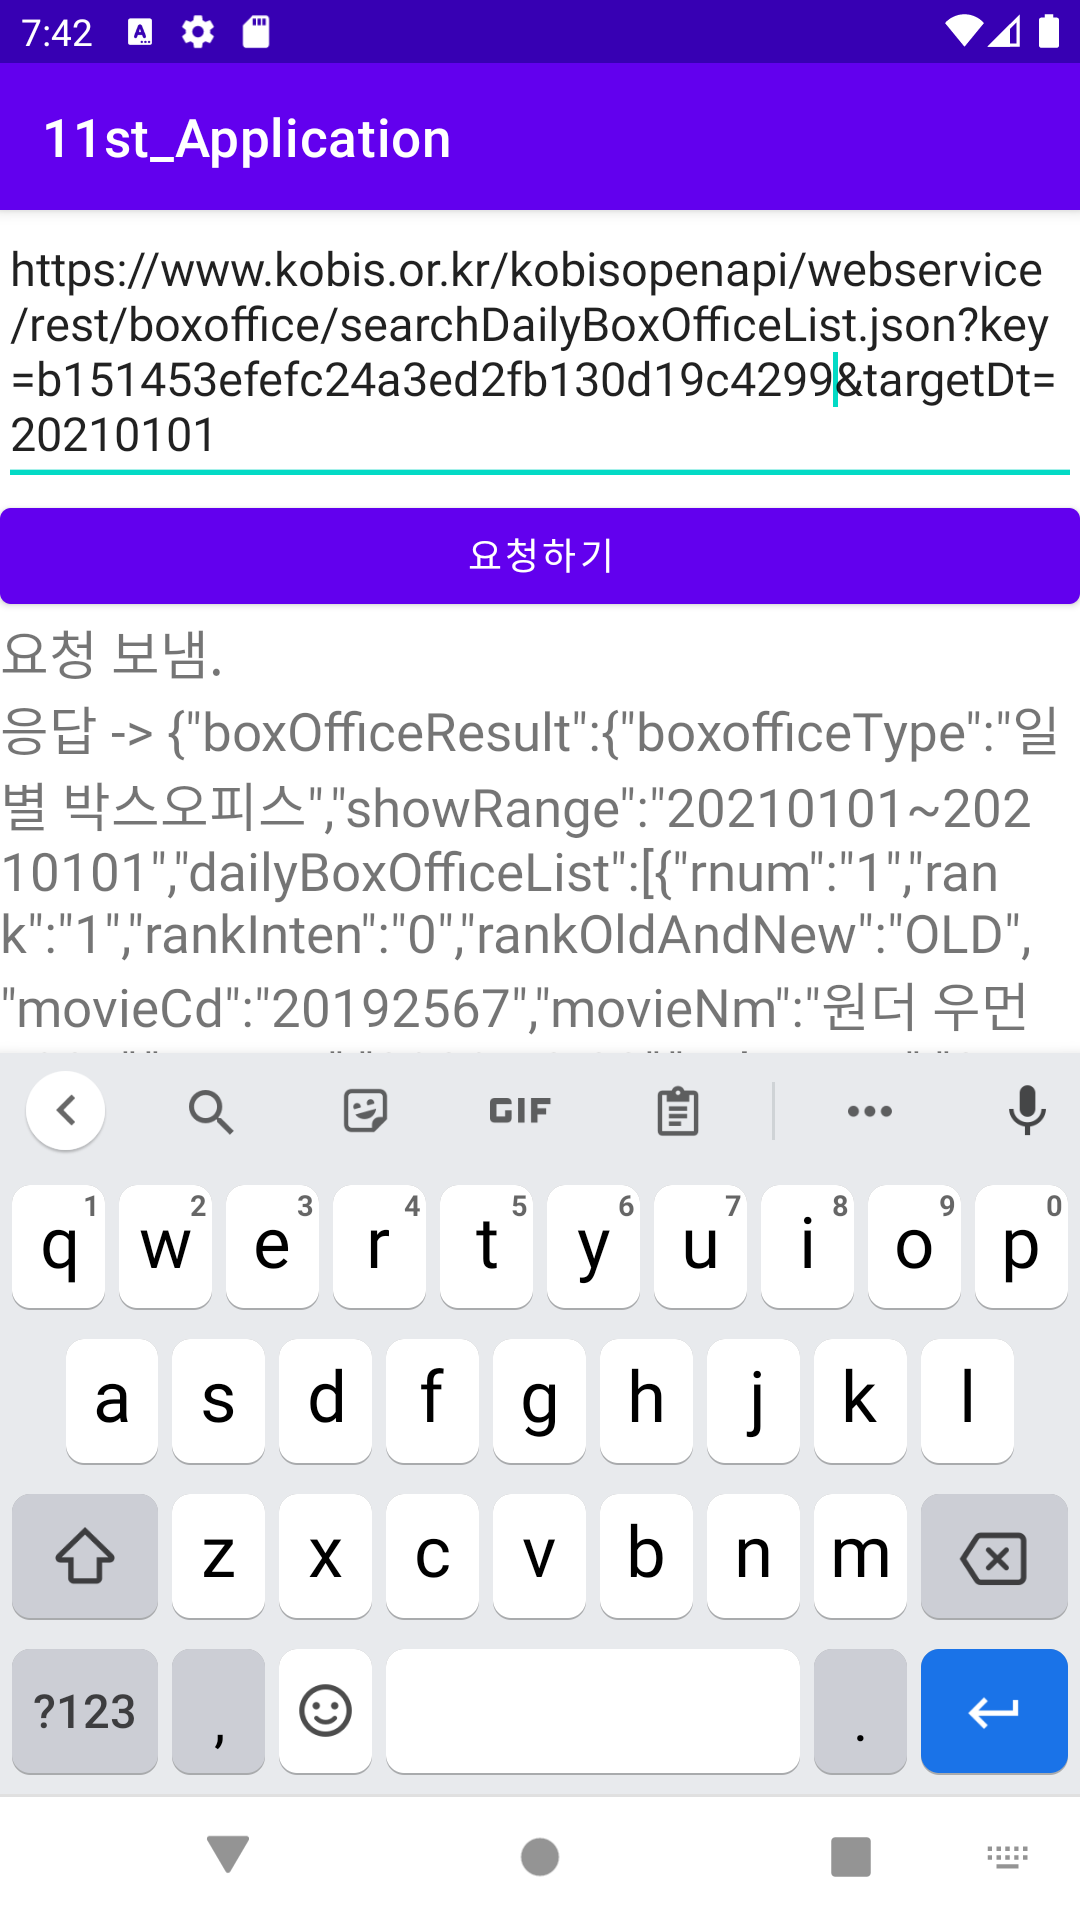 7:42
11st_Application
https://www.kobis.or.kr/kobisopenapi/webservice
/rest/boxoffice/searchDailyBoxOfficeList.json?key
=b151453efefc24a3ed2fb130d19c4299&targetDt=
20210101
요청하기
요청 보냄.
응답 -> {"boxOfficeResult":{"boxofficeType":"일
별 박스오피스","showRange":"20210101~202
10101","dailyBoxOfficeList":[{"rnum":"1","ran
k":"1","rankInten":"0","rankOldAndNew":"OLD",
"movieCd":"20192567","movieNm":"원더 우먼
GIF
1 2 3 4 5 6 7 8 9 0
q w e r t y u i o p
a s d f g h j k l
z x c v b n m
?123 , .